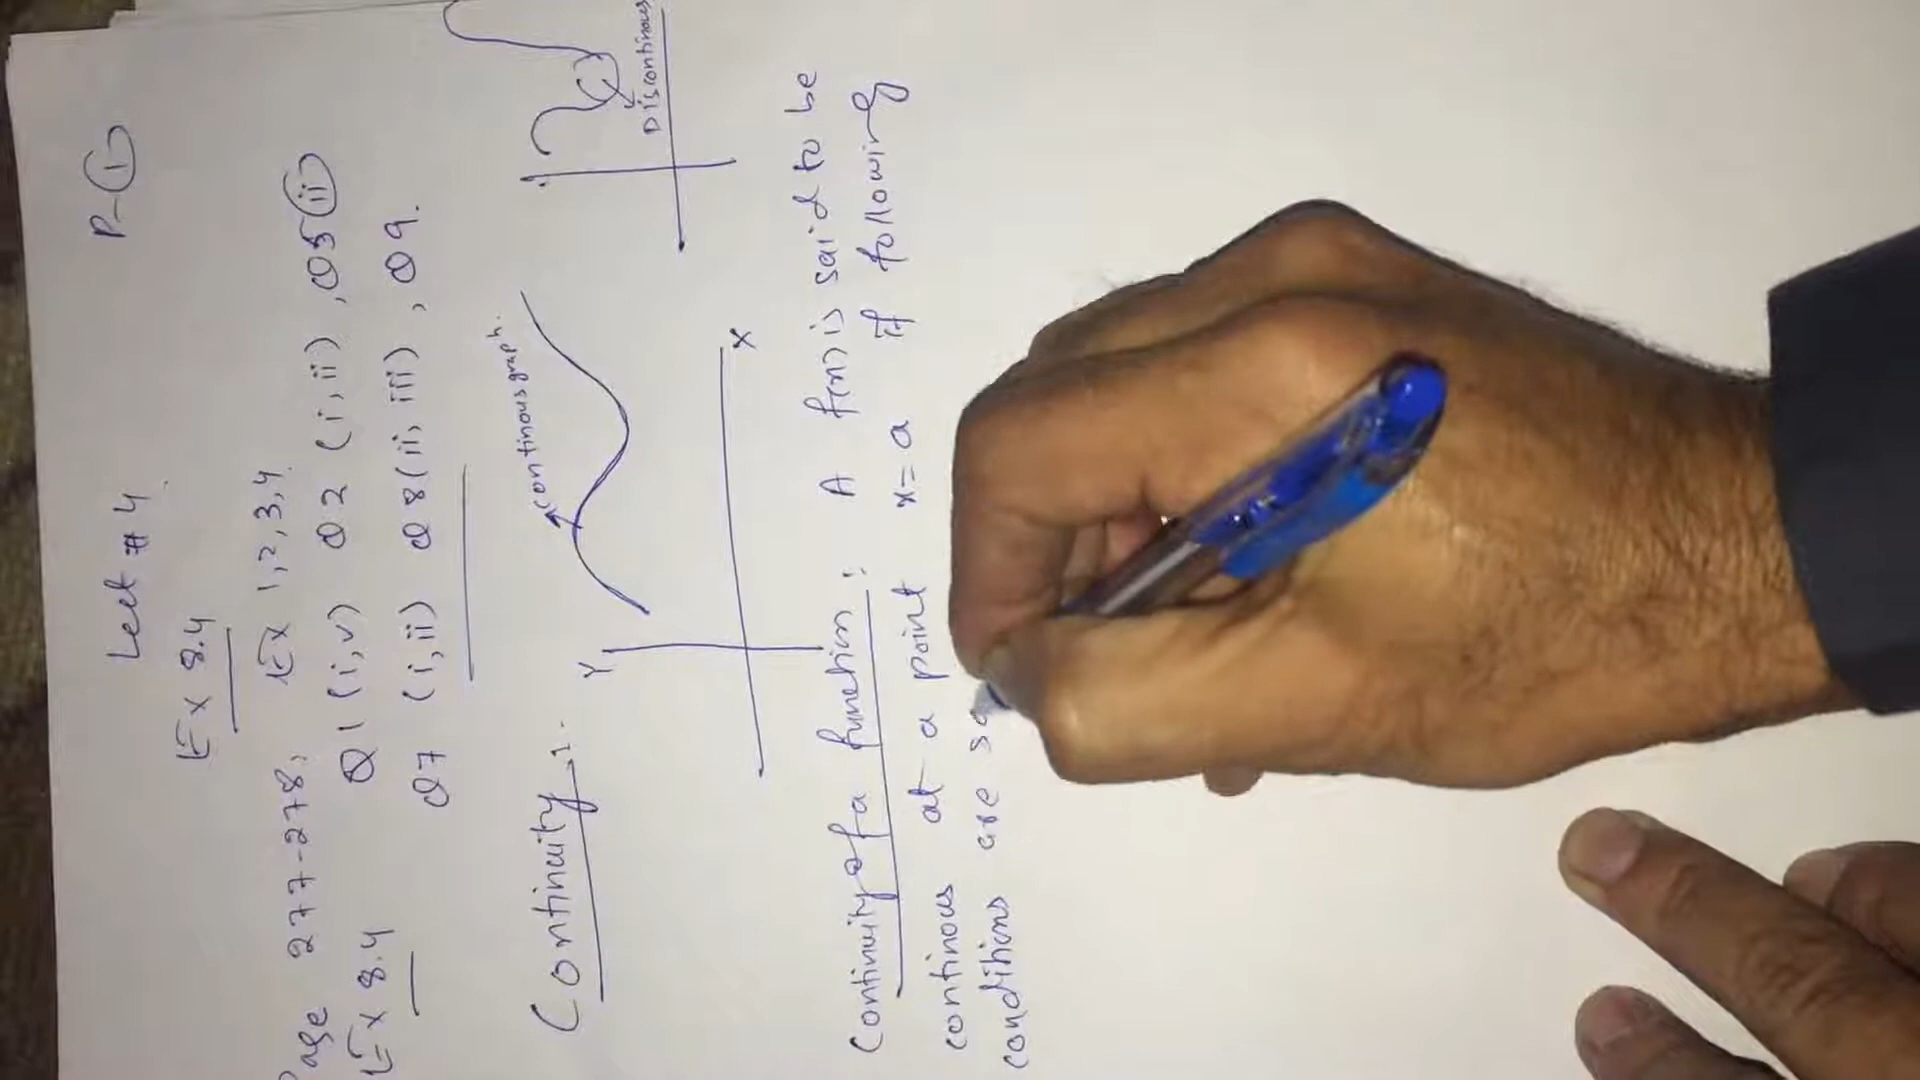 P-(i)
Lect # 4
Ex 8.4
Page 277-278, Ex 1,2,3,4
Ex 8.4 Q1 (i,v) Q2 (i,ii), Q5 (ii)
Q7 (i,ii) Q8 (ii, iii), Q9.
Continuity :-
Y
X
continous graph.
Discontinous
Continuity of a function : A f(x) is said to be
continous at a point x=a if following
conditions are sa